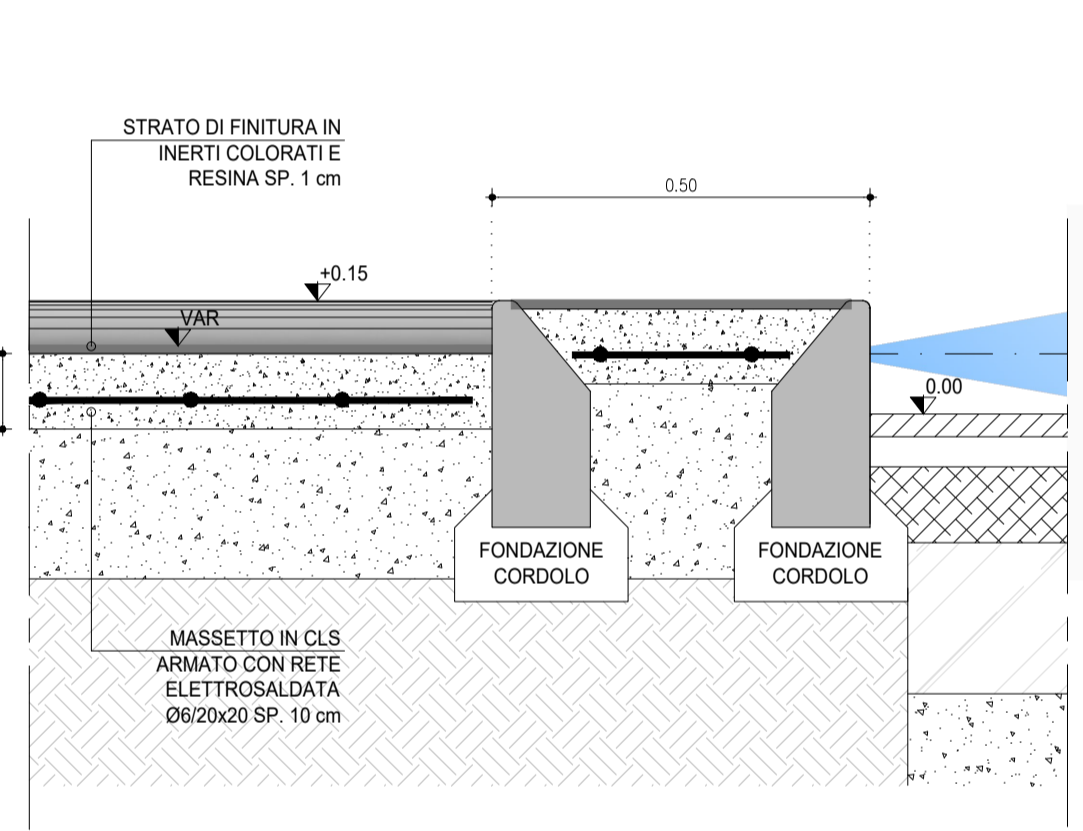 STRATO DI FINITURA IN
INERTI COLORATI E
RESINA SP. 1 cm
0.50
+0.15
VAR
0.00
FONDAZIONE
CORDOLO
FONDAZIONE
CORDOLO
MASSETTO IN CLS
ARMATO CON RETE
ELETTROSALDATA
Ø6/20x20 SP. 10 cm